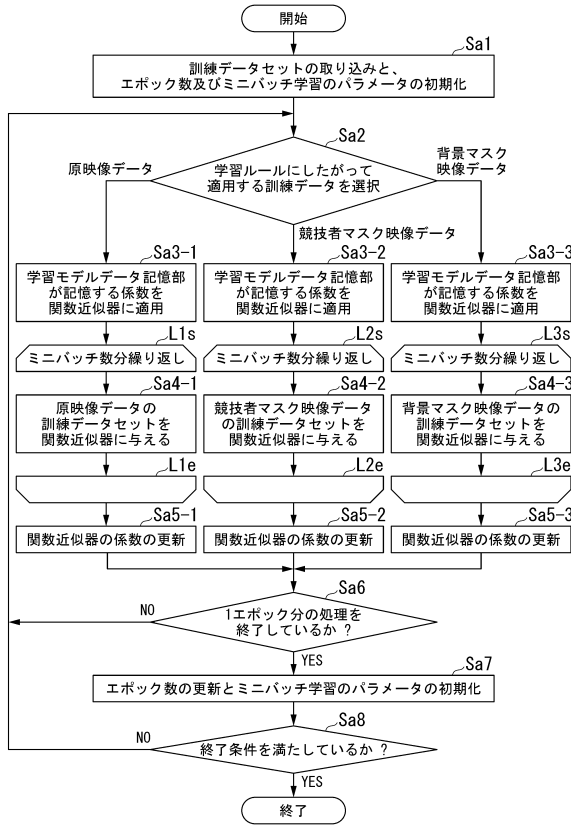 開始
Sa1
訓練データセットの取り込みと、
エポック数及びミニバッチ学習のパラメータの初期化
Sa2
学習ルールにしたがって
適用する訓練データを選択
原映像データ
背景マスク
映像データ
競技者マスク映像データ
Sa3-1
学習モデルデータ記憶部
が記憶する係数を
関数近似器に適用
Sa3-2
学習モデルデータ記憶部
が記憶する係数を
関数近似器に適用
Sa3-3
学習モデルデータ記憶部
が記憶する係数を
関数近似器に適用
L1s
ミニバッチ数分繰り返し
L2s
ミニバッチ数分繰り返し
L3s
ミニバッチ数分繰り返し
Sa4-1
原映像データの
訓練データセットを
関数近似器に与える
Sa4-2
競技者マスク映像データ
の訓練データセットを
関数近似器に与える
Sa4-3
背景マスク映像データの
訓練データセットを
関数近似器に与える
L1e
L2e
L3e
Sa5-1
関数近似器の係数の更新
Sa5-2
関数近似器の係数の更新
Sa5-3
関数近似器の係数の更新
Sa6
1エポック分の処理を
終了しているか ?
NO
YES
Sa7
エポック数の更新とミニバッチ学習のパラメータの初期化
Sa8
終了条件を満たしているか ?
NO
YES
終了